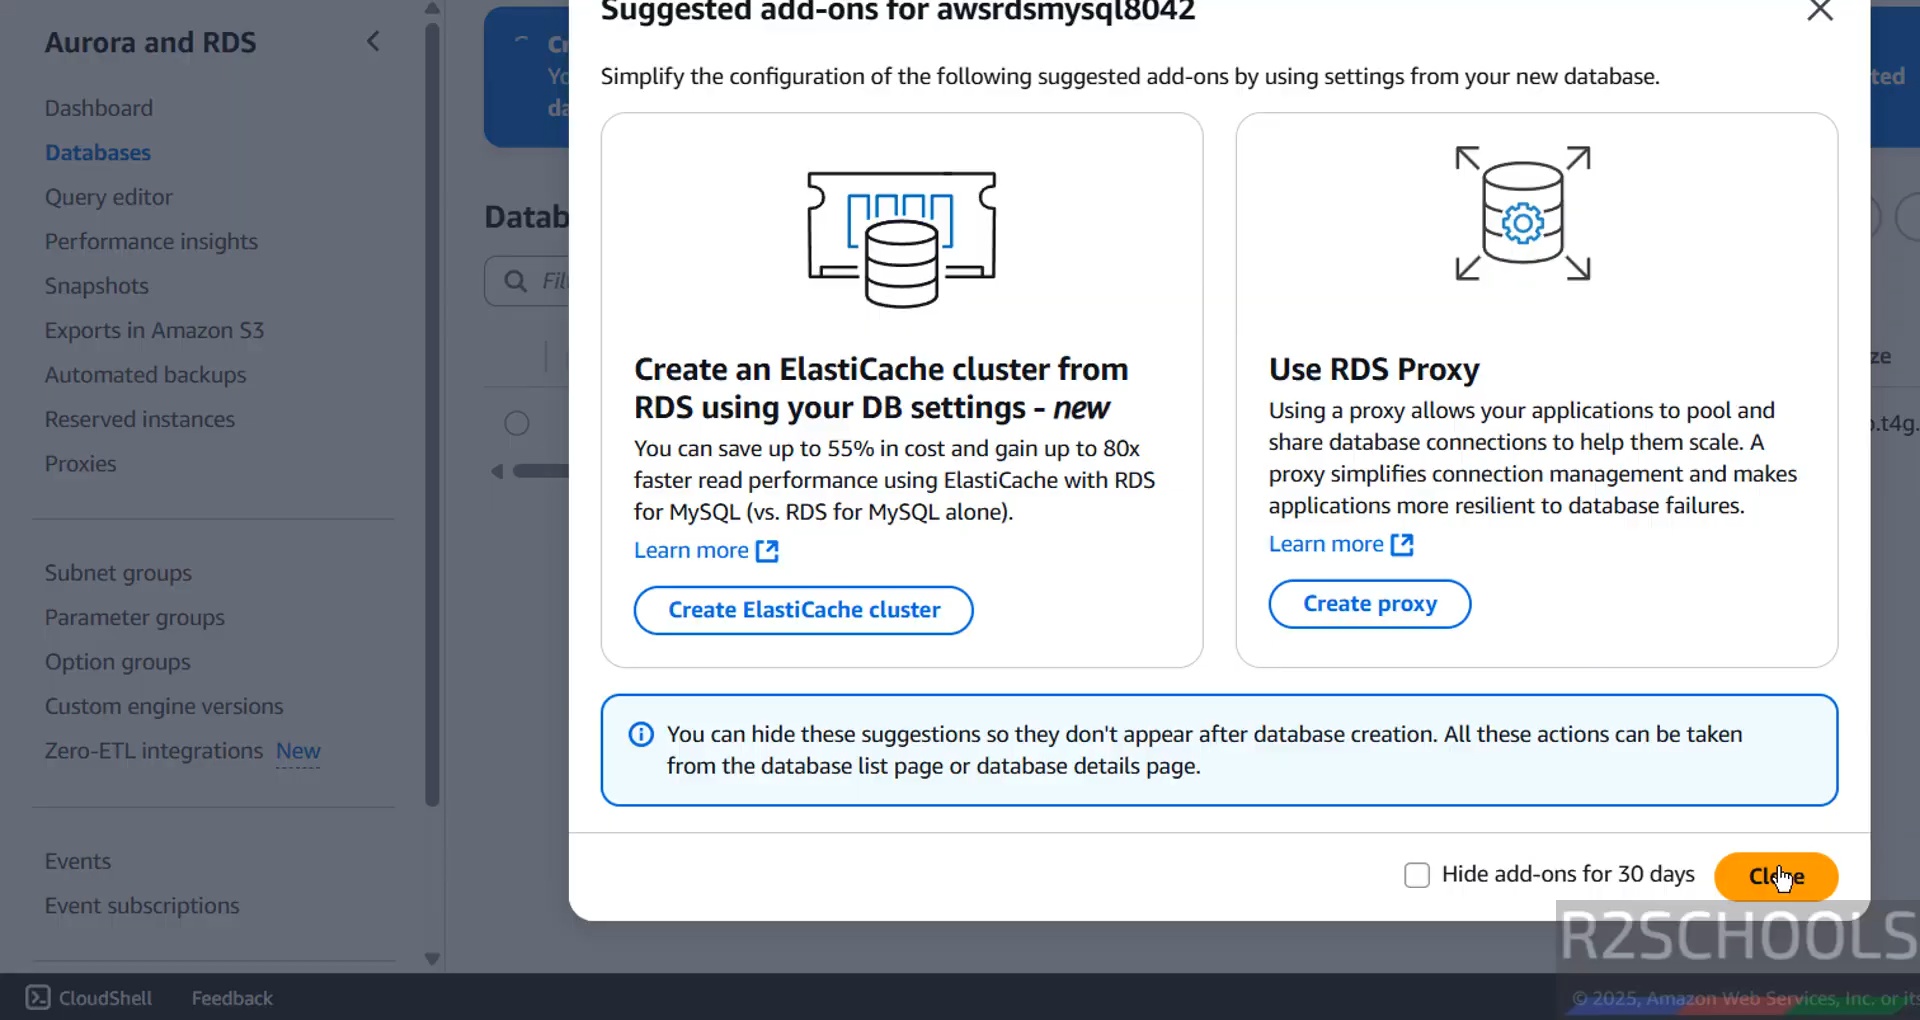 Aurora and RDS
Dashboard
Databases
Query editor
Performance insights
Snapshots
Exports in Amazon S3
Automated backups
Reserved instances
Proxies
Subnet groups
Parameter groups
Option groups
Custom engine versions
Zero-ETL integrations New
Events
Event subscriptions
Suggested add-ons for awsrdsmysql8042
Simplify the configuration of the following suggested add-ons by using settings from your new database.
Create an ElastiCache cluster from
RDS using your DB settings - new
You can save up to 55% in cost and gain up to 80x
faster read performance using ElastiCache with RDS
for MySQL (vs. RDS for MySQL alone).
Learn more
Create ElastiCache cluster
Use RDS Proxy
Using a proxy allows your applications to pool and
share database connections to help them scale. A
proxy simplifies connection management and makes
applications more resilient to database failures.
Learn more
Create proxy
You can hide these suggestions so they don't appear after database creation. All these actions can be taken
from the database list page or database details page.
Hide add-ons for 30 days
Close
R2SCHOOLS
CloudShell
Feedback
© 2025, Amazon Web Services, Inc. or its